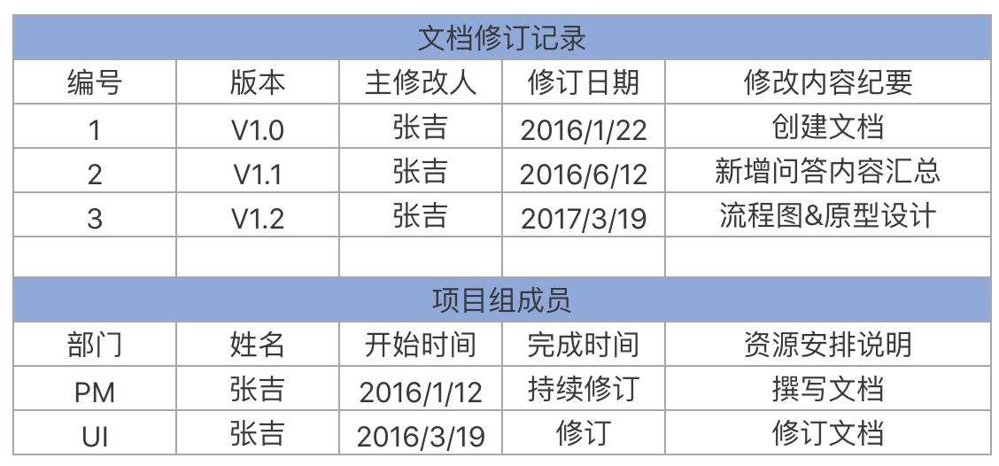 文档修订记录
编号 版本 主修改人 修订日期 修改内容纪要
1 V1.0 张吉 2016/1/22 创建文档
2 V1.1 张吉 2016/6/12 新增问答内容汇总
3 V1.2 张吉 2017/3/19 流程图&原型设计
项目组成员
部门 姓名 开始时间 完成时间 资源安排说明
PM 张吉 2016/1/12 持续修订 撰写文档
UI 张吉 2016/3/19 修订 修订文档